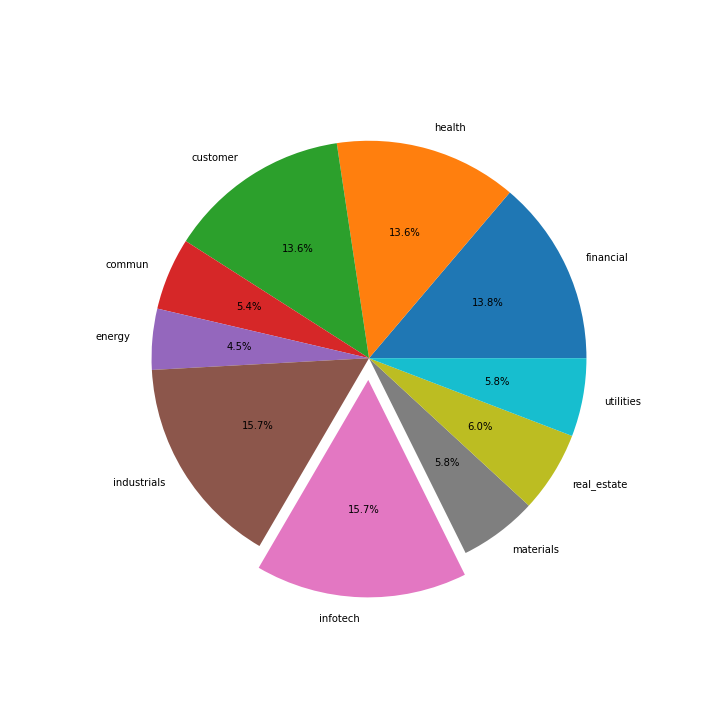 health
customer
13.6%
13.6%
financial
commun
13.8%
5.4%
energy
4.5%
5.8%
utilities
15.7%
6.0%
5.8%
industrials
real_estate
15.7%
materials
infotech